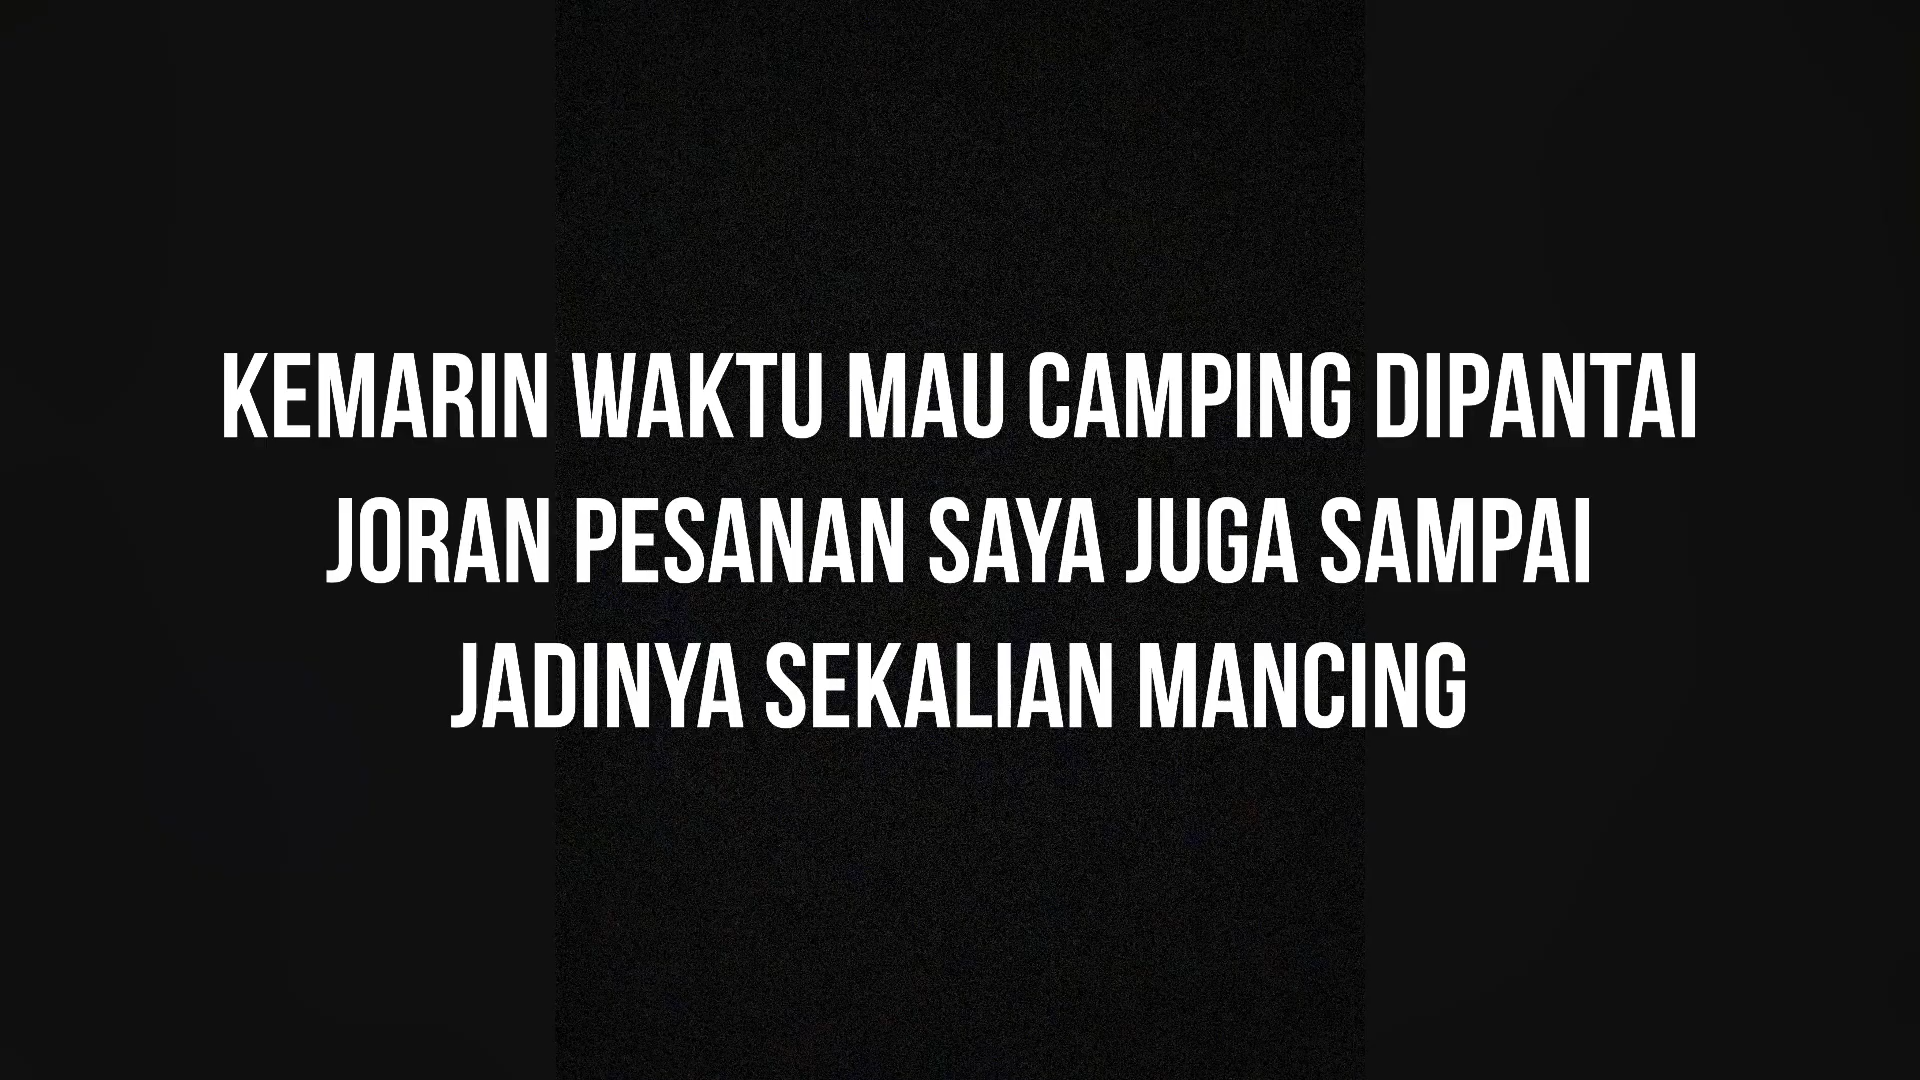 KEMARIN WAKTU MAU CAMPING DIPANTAI
JORAN PESANAN SAYA JUGA SAMPAI
JADINYA SEKALIAN MANCING